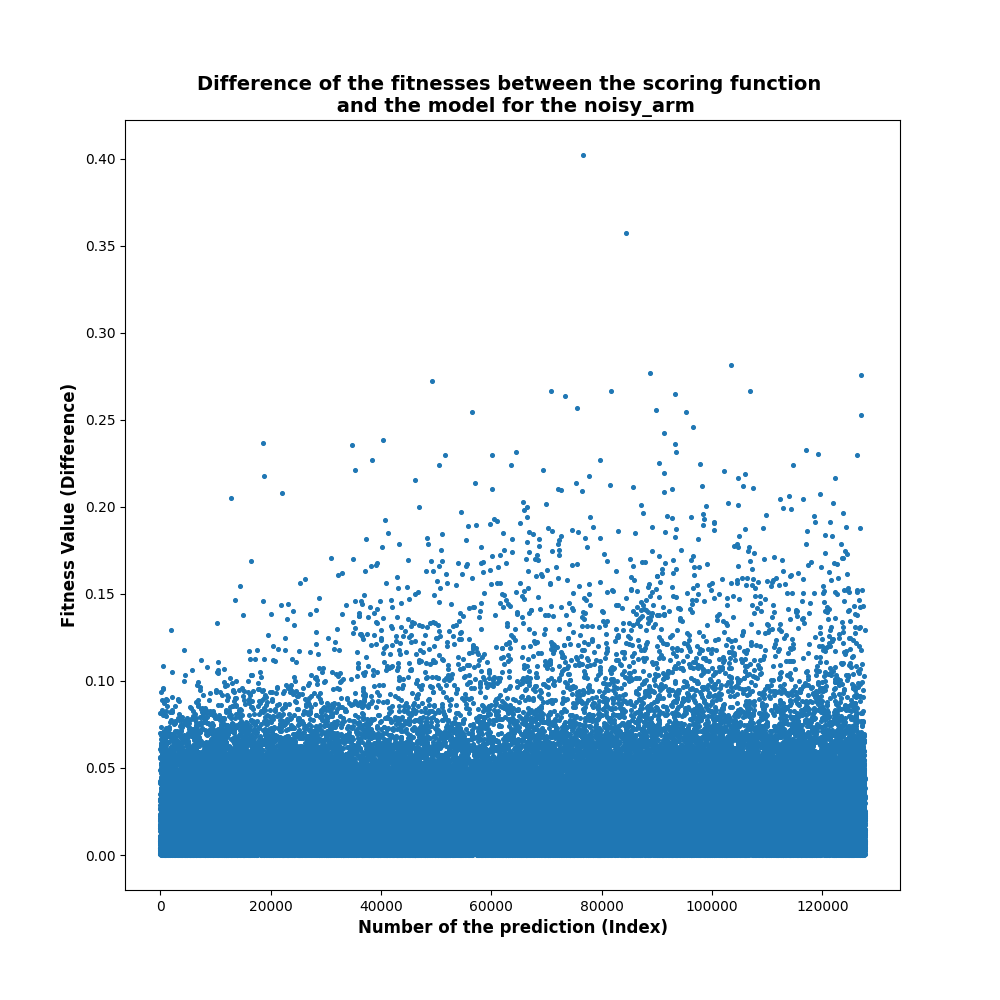 Difference of the fitnesses between the scoring function
and the model for the noisy_arm
Fitness Value (Difference)
0.40
0.35
0.30
0.25
0.20
0.15
0.10
0.05
0.00
0 20000 40000 60000 80000 100000 120000
Number of the prediction (Index)